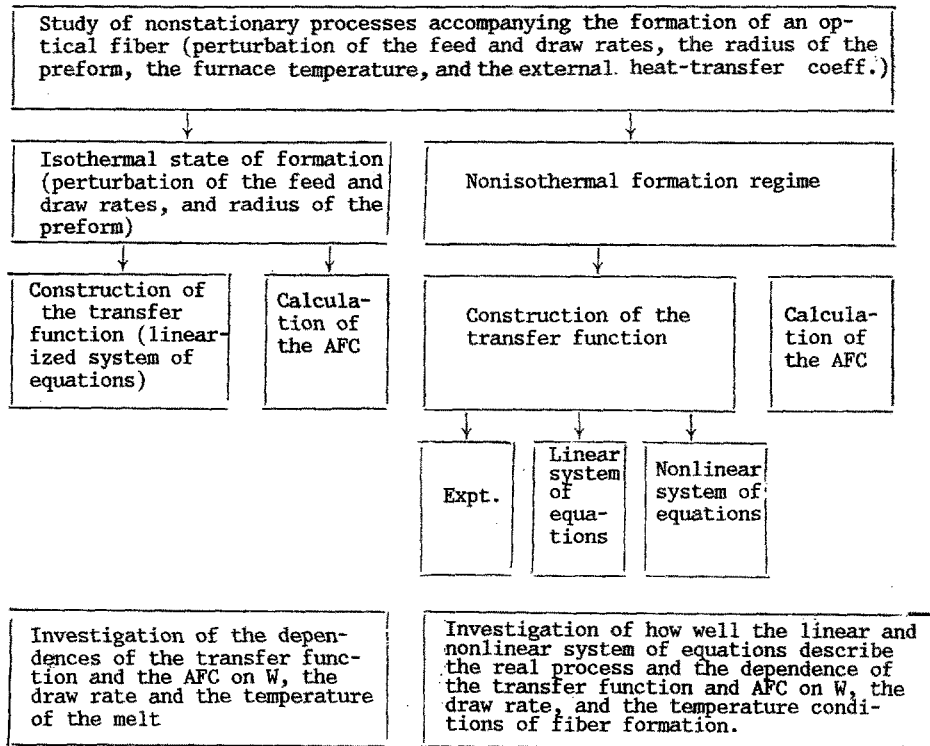 Study of nonstationary processes accompanying the formation of an op-
tical fiber (perturbation of the feed and draw rates, the radius of the
preform, the furnace temperature, and the external heat-transfer coeff.)
Isothermal state of formation
(perturbation of the feed and
draw rates, and radius of the
preform)
Nonisothermal formation regime
Construction of
the transfer
function (linear-
ized system of
equations)
Calcula-
tion of
the AFC
Construction of the
transfer function
Calcula-
tion of
the AFC
Expt.
Linear
system
of
equa-
tions
Nonlinear
system of
equations
Investigation of the depen-
dences of the transfer func-
tion and the AFC on W, the
draw rate and the temperature
of the melt
Investigation of how well the linear and
nonlinear system of equations describe
the real process and the dependence of
the transfer function and AFC on W, the
draw rate, and the temperature condi-
tions of fiber formation.